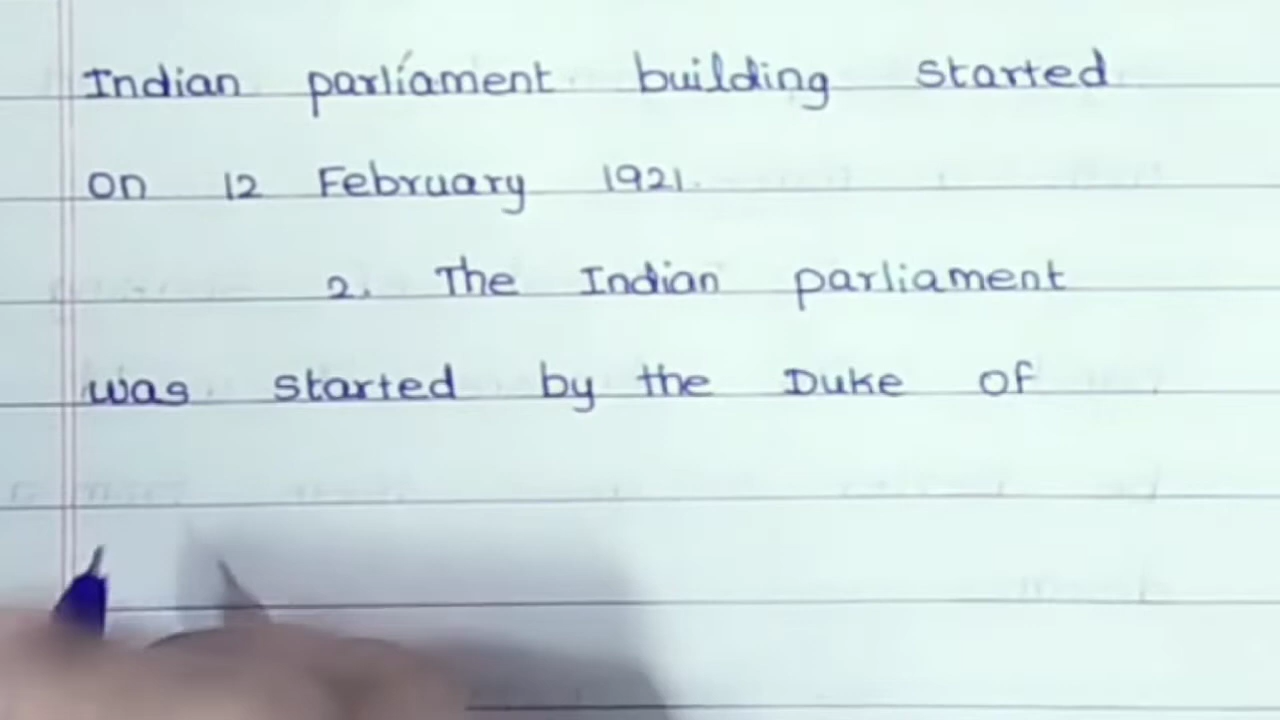 Indian parliament building started
on 12 February 1921.
2. The Indian parliament
was started by the Duke of